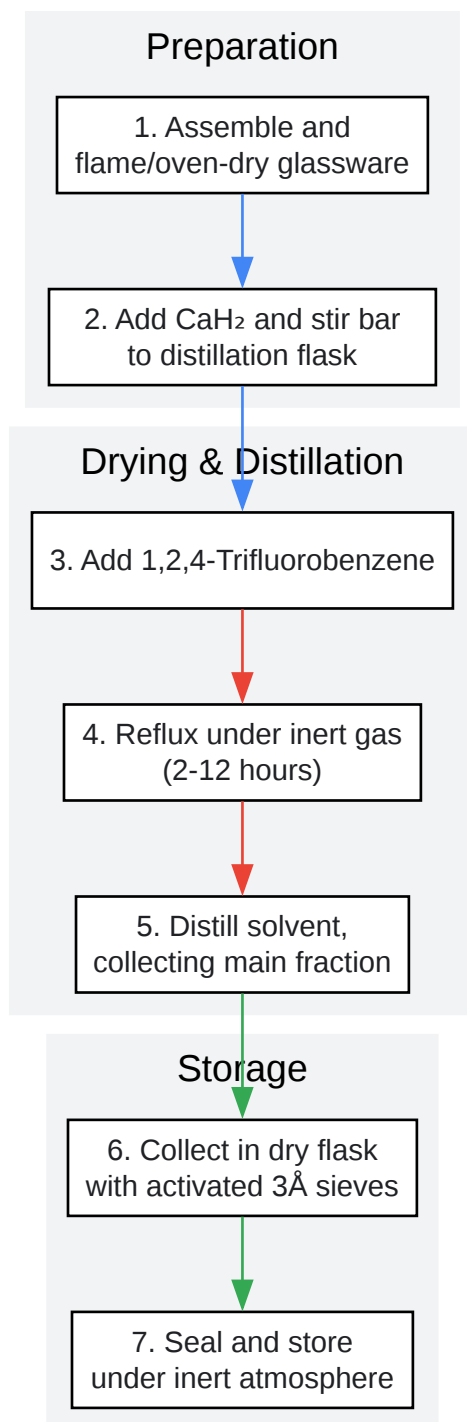 Preparation
1. Assemble and
flame/oven-dry glassware
2. Add CaH₂ and stir bar
to distillation flask
Drying & Distillation
3. Add 1,2,4-Trifluorobenzene
4. Reflux under inert gas
(2-12 hours)
5. Distill solvent,
collecting main fraction
Storage
6. Collect in dry flask
with activated 3Å sieves
7. Seal and store
under inert atmosphere